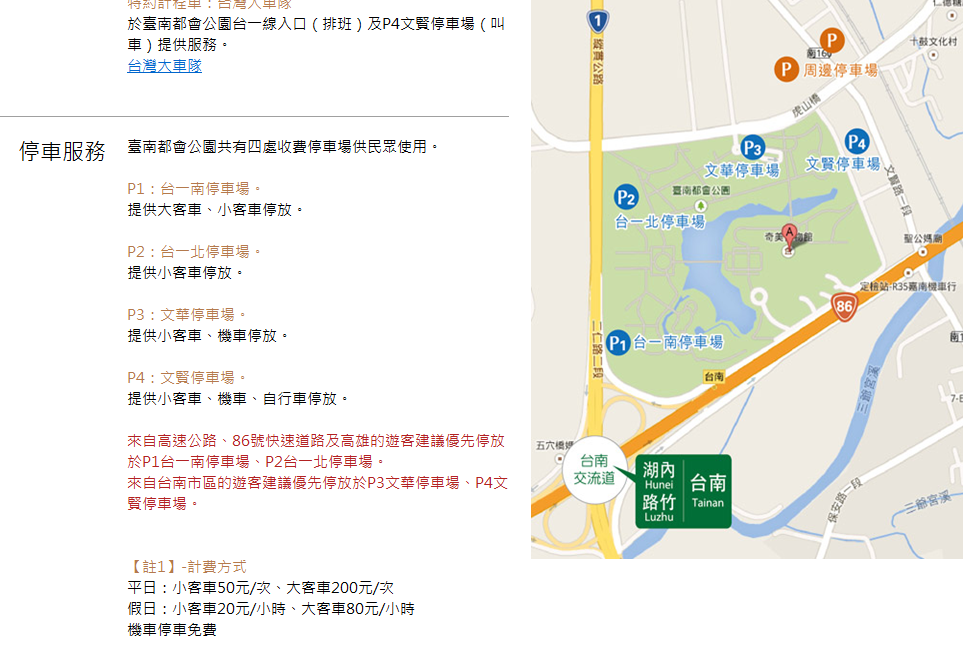 特約計程車：台灣大車隊
於臺南都會公園台一線入口（排班）及P4文賢停車場（叫
車）提供服務。
台灣大車隊
停車服務
臺南都會公園共有四處收費停車場供民眾使用。
P1：台一南停車場。
提供大客車、小客車停放。
P2：台一北停車場。
提供小客車停放。
P3：文華停車場。
提供小客車、機車停放。
P4：文賢停車場。
提供小客車、機車、自行車停放。
來自高速公路、86號快速道路及高雄的遊客建議優先停放
於P1台一南停車場、P2台一北停車場。
來自台南市區的遊客建議優先停放於P3文華停車場、P4文
賢停車場。
【註1】-計費方式
平日：小客車50元/次、大客車200元/次
假日：小客車20元/小時、大客車80元/小時
機車停車免費
1
縱貫公路
P
P
周邊停車場
十鼓文化村
虎山橋
P3
文華停車場
P4
文賢停車場
文賢路一段
P2
台一北停車場
臺南都會公園
A
聖公媽廟
定檢站-R35嘉南機車行
86
P1
台一南停車場
二仁路二段
台南
三爺宮溪
五穴橋
台南
交流道
湖內
Hunei
路竹
Luzhu
台南
Tainan
保安路一段
三爺宮溪